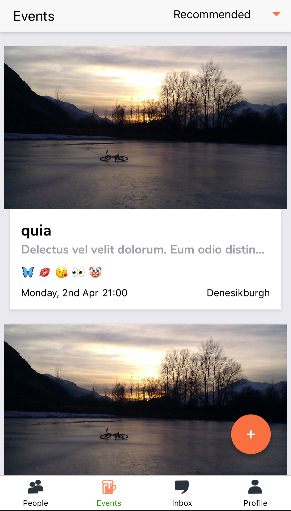 Events
Recommended
quia
Delectus vel velit dolorum. Eum odio distin...
🦋 💋 😘 👀 🤡
Monday, 2nd Apr 21:00
Denesikburgh
+
People
Events
Inbox
Profile